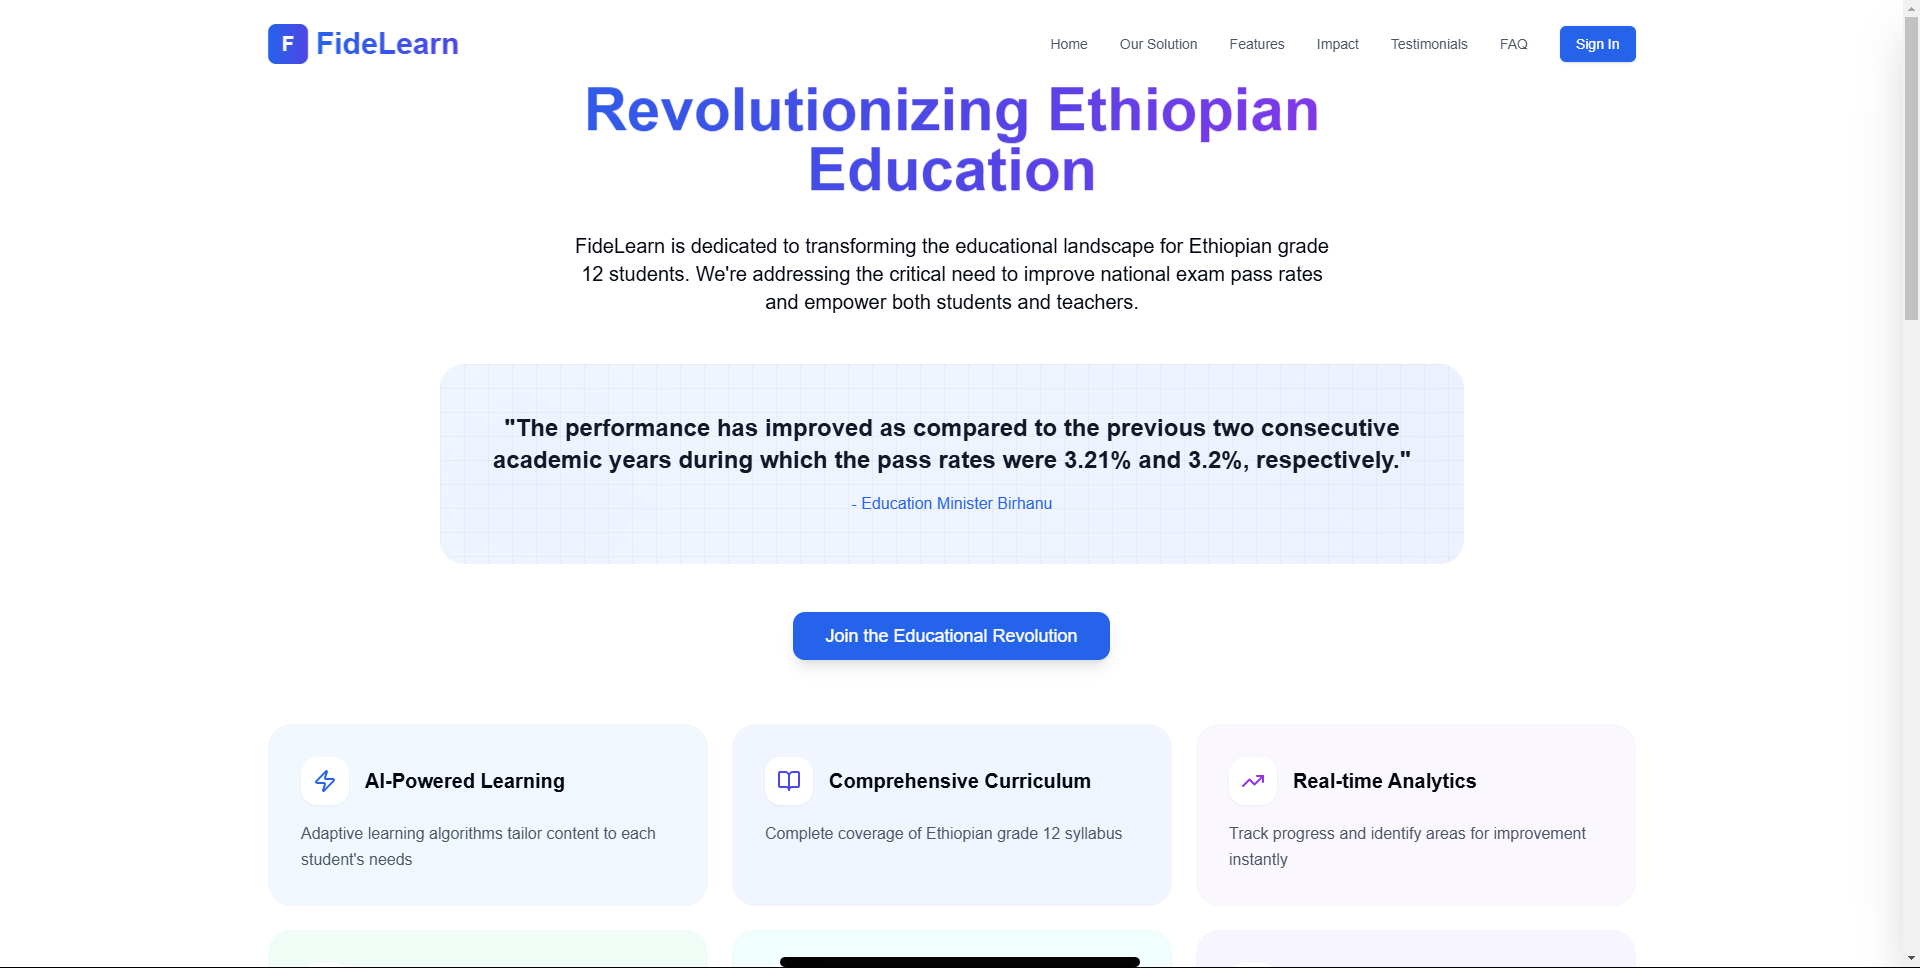 F FideLearn
Home Our Solution Features Impact Testimonials FAQ Sign In
Revolutionizing Ethiopian
Education
FideLearn is dedicated to transforming the educational landscape for Ethiopian grade
12 students. We're addressing the critical need to improve national exam pass rates
and empower both students and teachers.
"The performance has improved as compared to the previous two consecutive
academic years during which the pass rates were 3.21% and 3.2%, respectively."
- Education Minister Birhanu
Join the Educational Revolution
AI-Powered Learning
Adaptive learning algorithms tailor content to each
student's needs
Comprehensive Curriculum
Complete coverage of Ethiopian grade 12 syllabus
Real-time Analytics
Track progress and identify areas for improvement
instantly